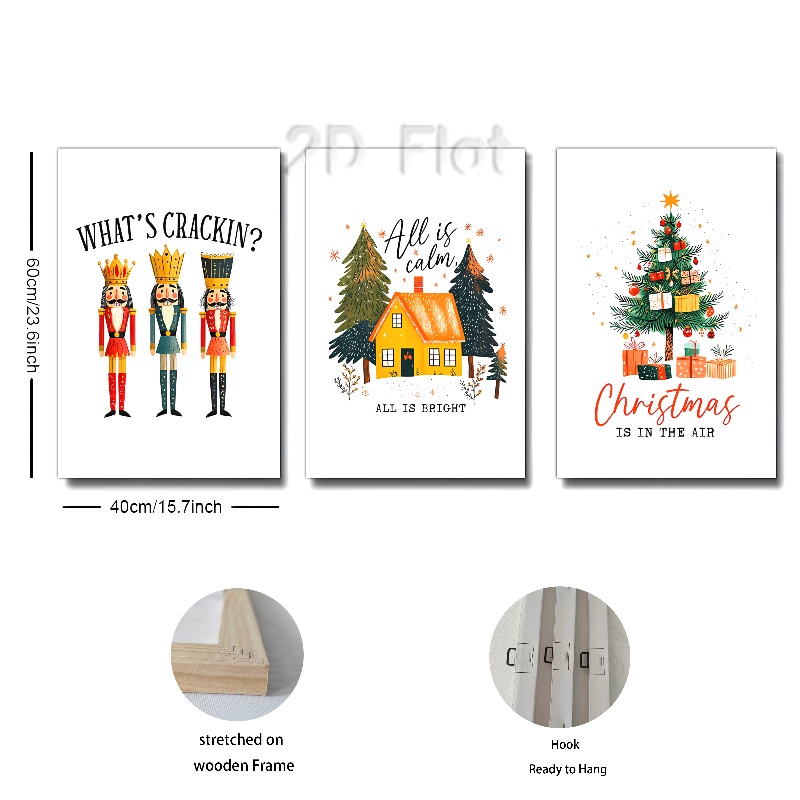 2D Flat
WHAT'S CRACKIN?
All is
calm,
ALL IS BRIGHT
Christmas
IS IN THE AIR
60cm/23.6inch
40cm/15.7inch
stretched on
wooden Frame
Hook
Ready to Hang